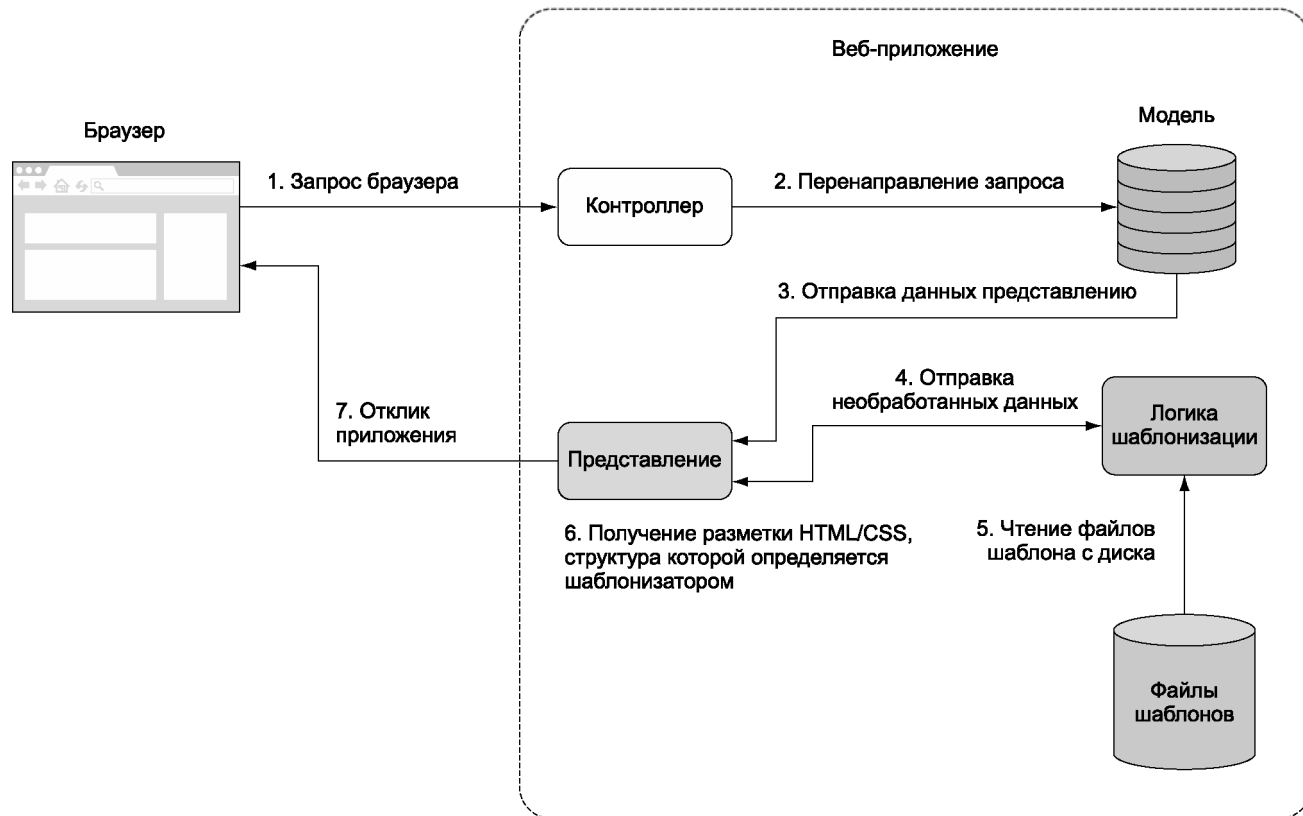 Веб-приложение
Браузер
Модель
1. Запрос браузера
Контроллер
2. Перенаправление запроса
3. Отправка данных представлению
4. Отправка
необработанных данных
Логика
шаблонизации
7. Отклик
приложения
Представление
6. Получение разметки HTML/CSS,
структура которой определяется
шаблонизатором
5. Чтение файлов
шаблона с диска
Файлы
шаблонов